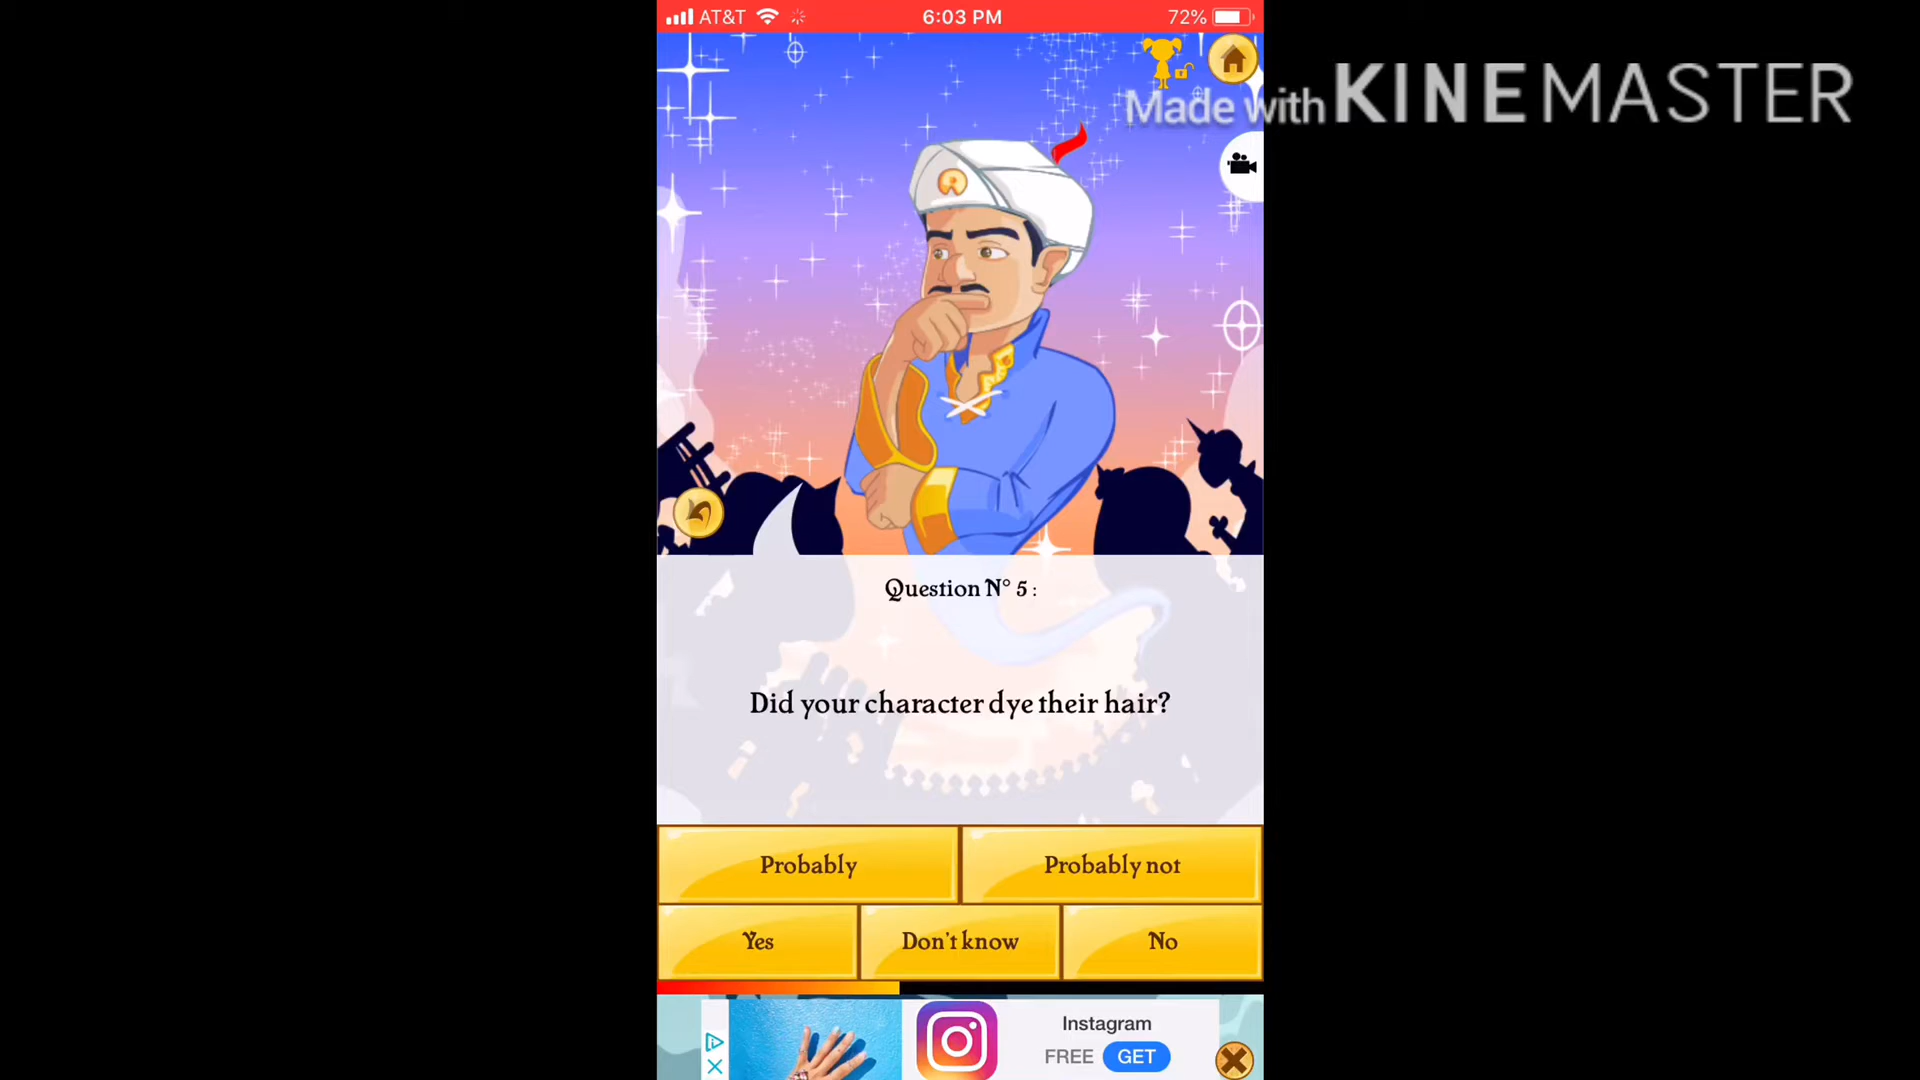 AT&T
6:03 PM
72%
Made with KINEMASTER
Question N° 5 :
Did your character dye their hair?
Probably
Probably not
Yes
Don't know
No
Instagram
FREE GET